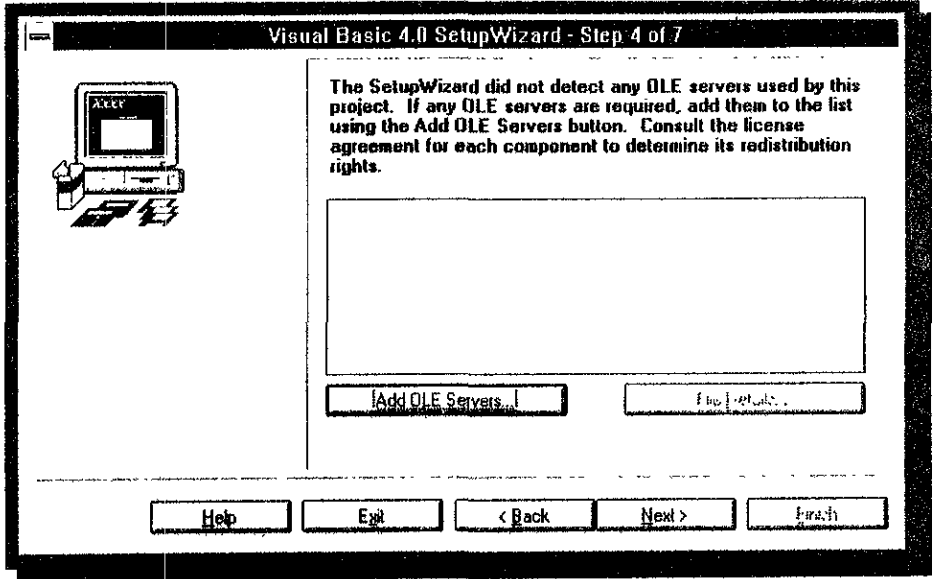 Visual Basic 4.0 SetupWizard - Step 4 of 7
The SetupWizard did not detect any OLE servers used by this
project. If any OLE servers are required, add them to the list
using the Add OLE Servers button. Consult the license
agreement for each component to determine its redistribution
rights.
Add OLE Servers...
File Details...
Help
Exit
< Back
Next >
Finish